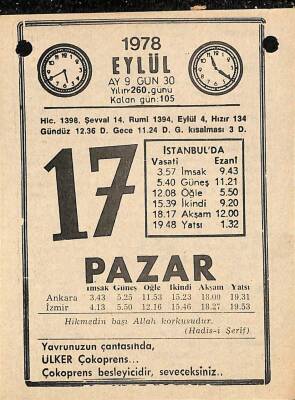 1978
EYLÜL
AY 9 GÜN 30
Yılın 260.günü
Kalan gün:105
Hic. 1398, Şevval 14, Rumi 1394, Eylül 4, Hızır 134
Gündüz 12.36 D. Gece 11.24 D. G. kısalması 3 D.
17
İSTANBUL'DA
Vasati Ezanî
3.57 İmsak 9.43
5.40 Güneş 11.21
12.08 Öğle 5.50
15.39 İkindi 9.20
18.17 Akşam 12.00
19.48 Yatsı 1.32
PAZAR
imsak Güneş Öğle İkindi Akşam Yatsı
Ankara 3.43 5.25 11.53 15.23 18.00 19.31
İzmir 4.13 5.50 12.16 15.46 18.27 19.53
Hikmedin başı Allah korkusudur.
(Hadis-i Şerif)
Yavrunuzun çantasında,
ÜLKER Çokoprens...
Çokoprens besleyicidir, seveceksiniz..